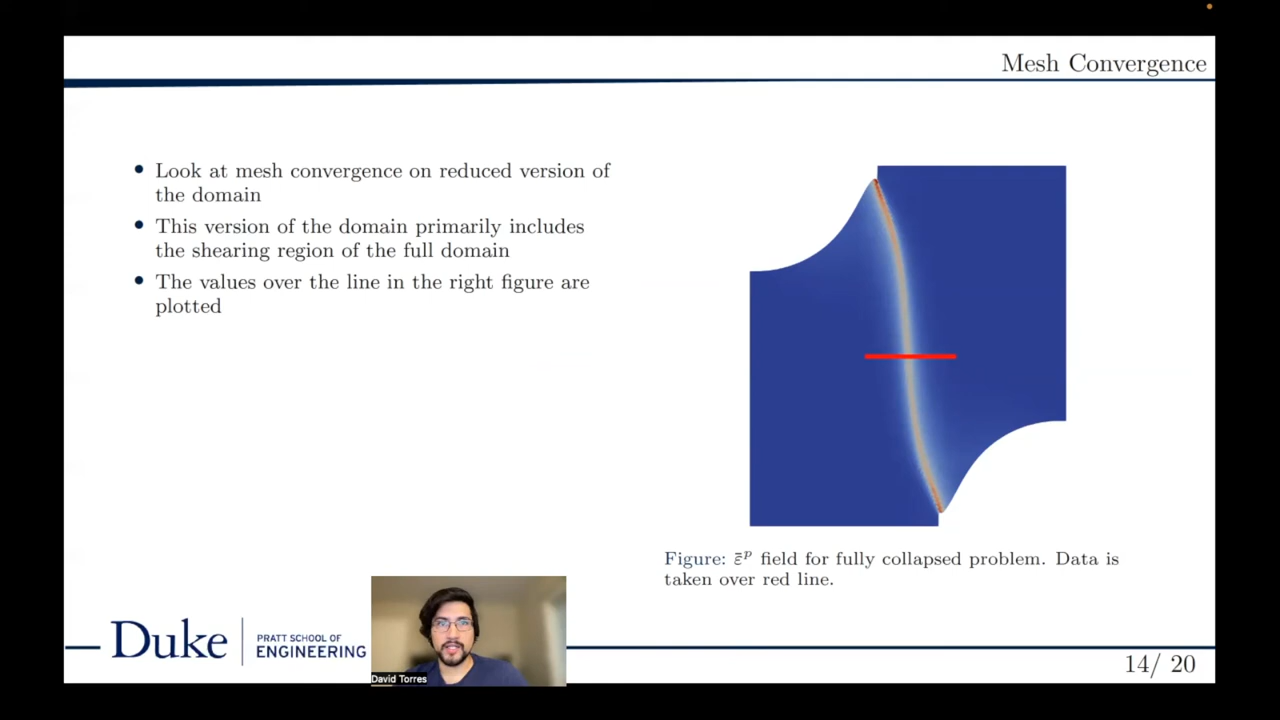 Mesh Convergence
• Look at mesh convergence on reduced version of
the domain
• This version of the domain primarily includes
the shearing region of the full domain
• The values over the line in the right figure are
plotted
Figure: ε̄ᵖ field for fully collapsed problem. Data is
taken over red line.
Duke
PRATT SCHOOL OF
ENGINEERING
David Torres
14/ 20